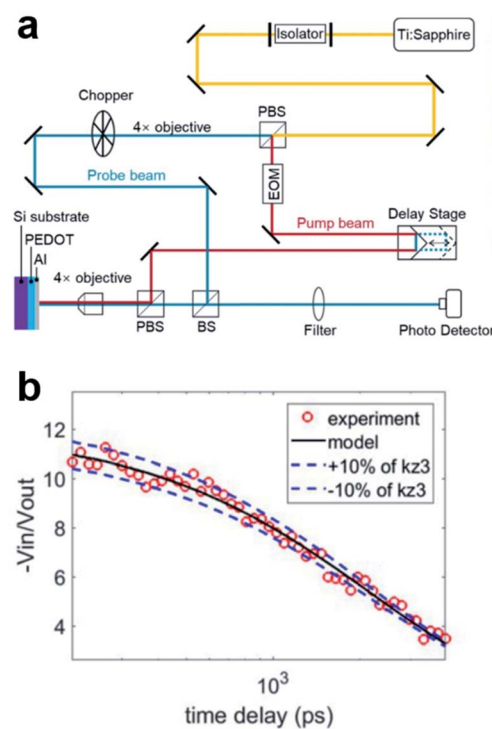 a
Isolator
Ti:Sapphire
Chopper
4× objective
PBS
Probe beam
EOM
Pump beam
Delay Stage
Si substrate
PEDOT
Al
4× objective
PBS
BS
Filter
Photo Detector
b
12
10
8
6
4
-Vin/Vout
experiment
model
+10% of kz3
-10% of kz3
10³
time delay (ps)